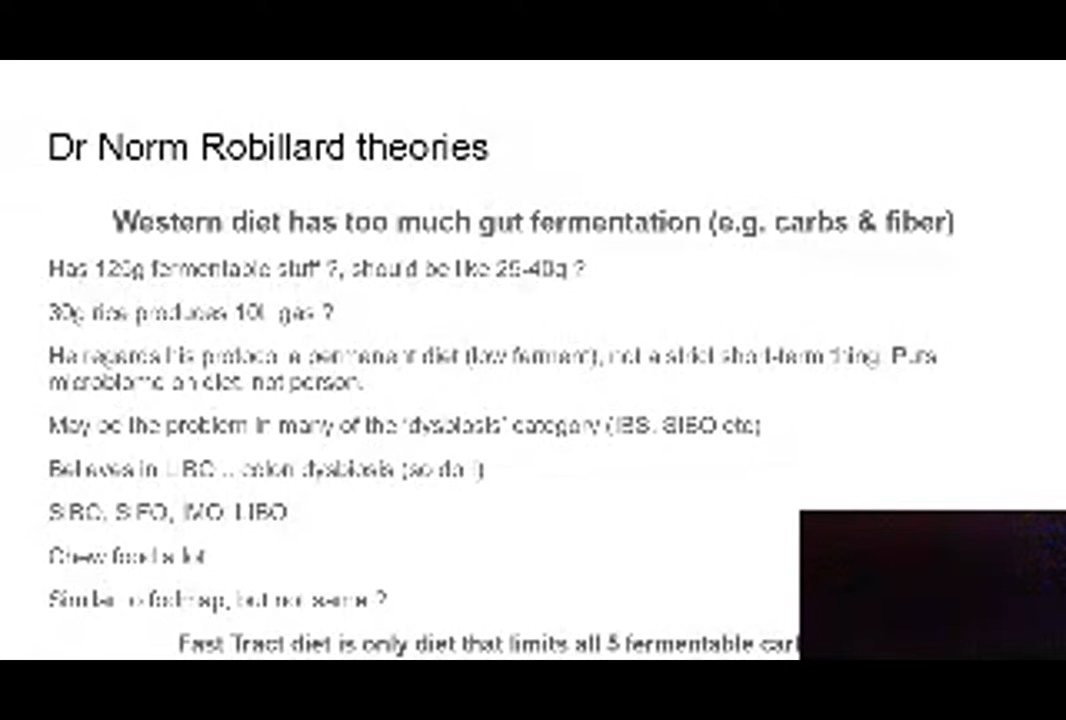 Dr Norm Robillard theories
Western diet has too much gut fermentation (e.g. carbs & fiber)
Has 125g fermentable stuff ?, should be like 25-40g ?
30g rice produces 10L gas ?
He regards his protocol a permanent diet (low ferment), not a strict short-term thing. Puts
microbiome on diet, not person.
May be the problem in many of the 'dysbiosis' category (IBS, SIBO etc)
Believes in LIBO .. colon dysbiosis (so do I)
SIBO, SIFO, IMO, LIBO
Chew food a lot
Similar to fodmap, but not same ?
Fast Tract diet is only diet that limits all 5 fermentable